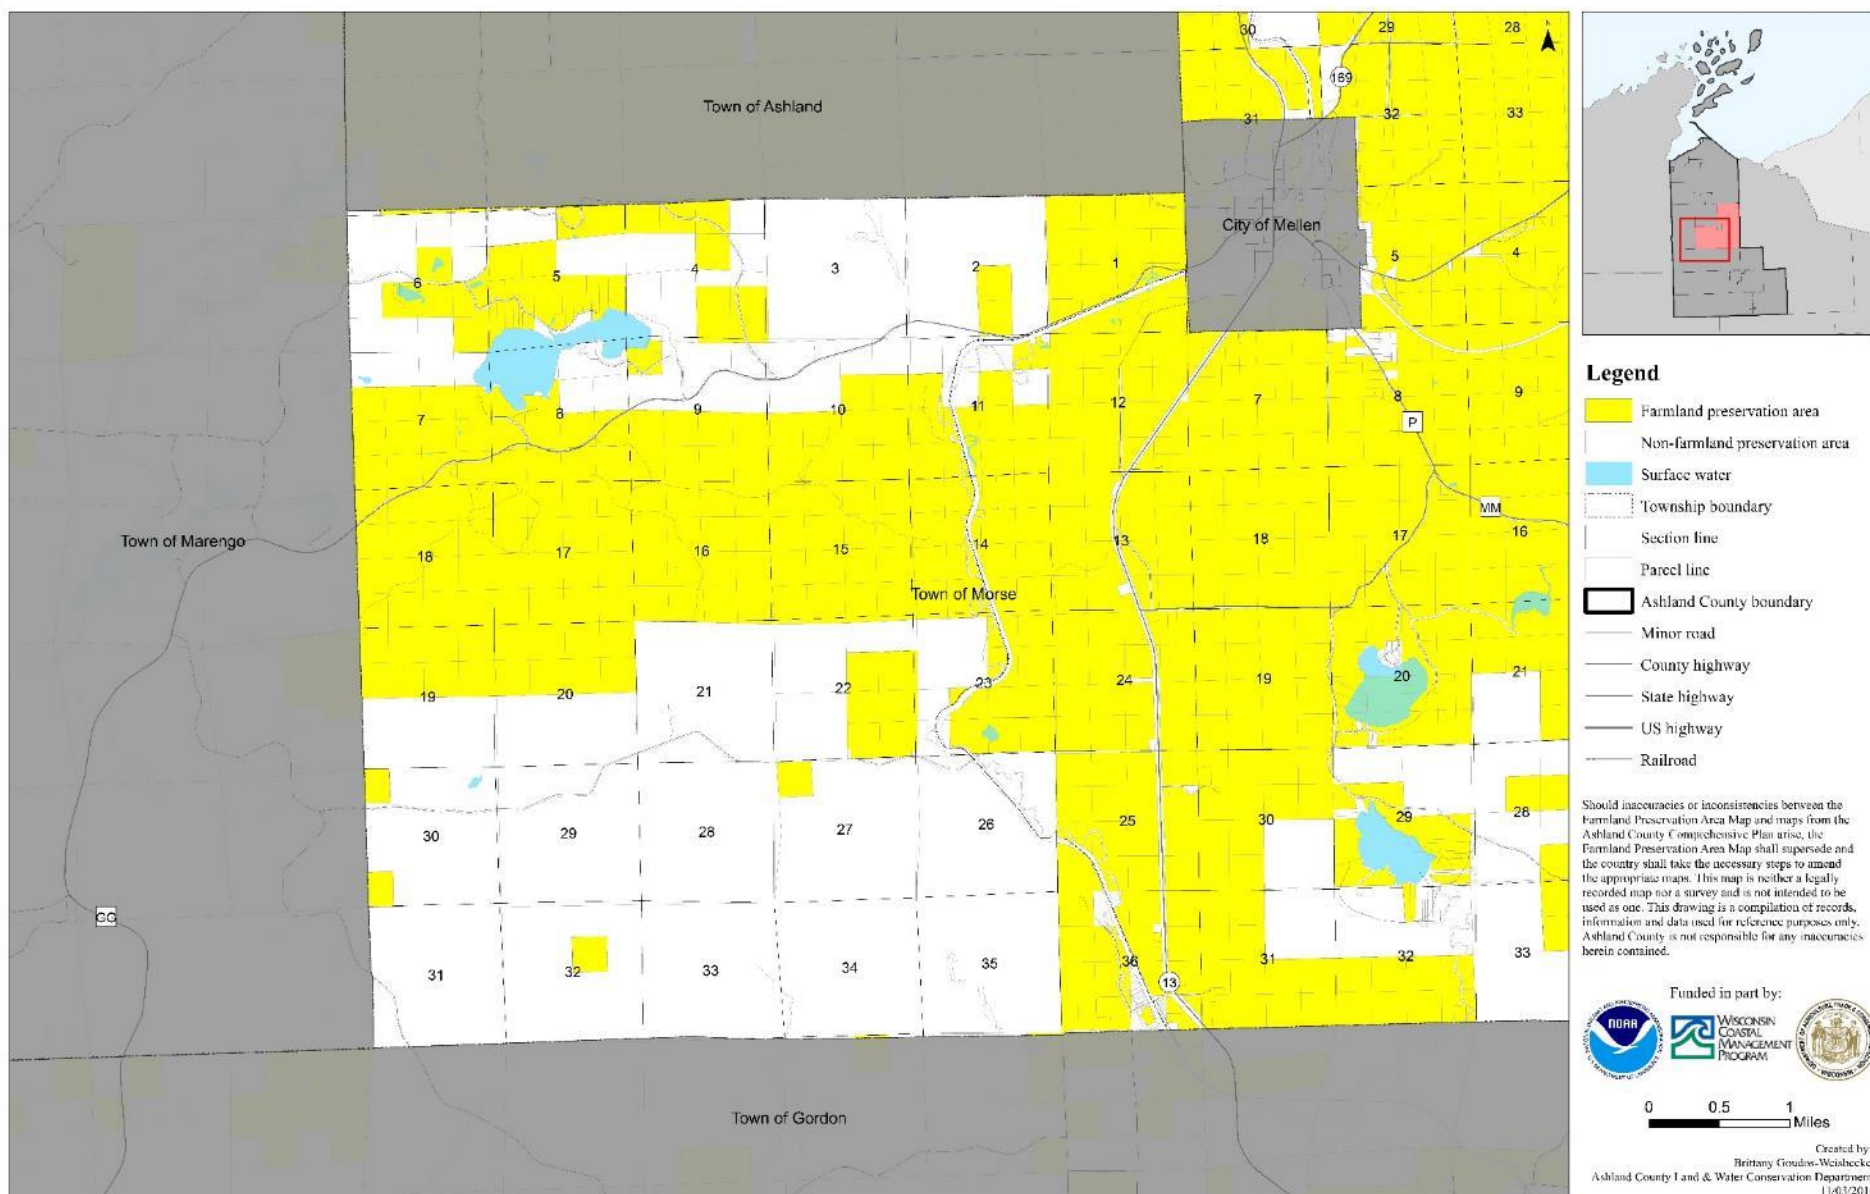 30
29
28
169
Town of Ashland
31
32
33
City of Mellen
6
5
4
3
2
1
5
4
7
8
9
10
11
12
7
8
9
P
MM
Town of Marengo
18
17
16
15
14
13
18
17
16
Town of Morse
19
20
21
22
23
24
19
20
21
30
29
28
27
26
25
30
29
28
GG
31
32
33
34
35
36
31
32
33
13
Town of Gordon
Legend
Farmland preservation area
Non-farmland preservation area
Surface water
Township boundary
Section line
Parcel line
Ashland County boundary
Minor road
County highway
State highway
US highway
Railroad
Should inaccuracies or inconsistencies between the
Farmland Preservation Area Map and maps from the
Ashland County Comprehensive Plan arise, the
Farmland Preservation Area Map shall supersede and
the country shall take the necessary steps to amend
the appropriate maps. This map is neither a legally
recorded map nor a survey and is not intended to be
used as one. This drawing is a compilation of records,
information and data used for reference purposes only.
Ashland County is not responsible for any inaccuracies
herein contained.
Funded in part by:
NOAA
WISCONSIN
COASTAL
MANAGEMENT
PROGRAM
0 0.5 1
Miles
Created by
Brittany Goudos-Weisbecke
Ashland County Land & Water Conservation Departmen
11/03/201